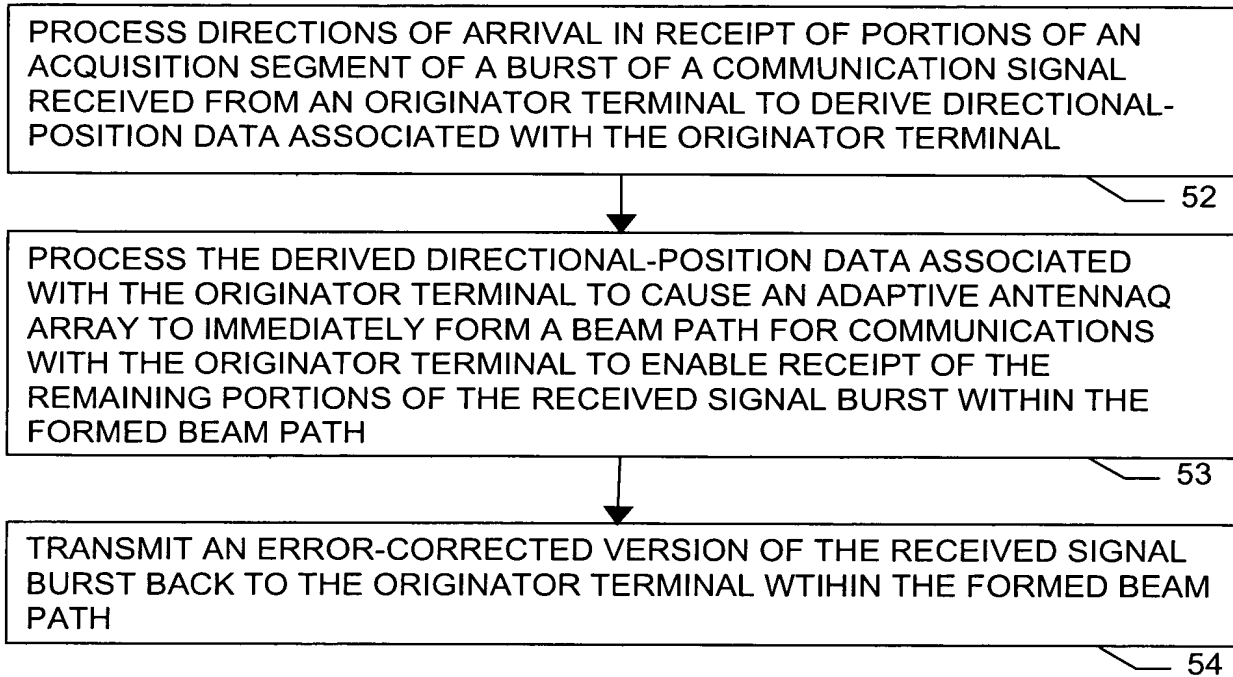 PROCESS DIRECTIONS OF ARRIVAL IN RECEIPT OF PORTIONS OF AN
ACQUISITION SEGMENT OF A BURST OF A COMMUNICATION SIGNAL
RECEIVED FROM AN ORIGINATOR TERMINAL TO DERIVE DIRECTIONAL-
POSITION DATA ASSOCIATED WITH THE ORIGINATOR TERMINAL
52
PROCESS THE DERIVED DIRECTIONAL-POSITION DATA ASSOCIATED
WITH THE ORIGINATOR TERMINAL TO CAUSE AN ADAPTIVE ANTENNAQ
ARRAY TO IMMEDIATELY FORM A BEAM PATH FOR COMMUNICATIONS
WITH THE ORIGINATOR TERMINAL TO ENABLE RECEIPT OF THE
REMAINING PORTIONS OF THE RECEIVED SIGNAL BURST WITHIN THE
FORMED BEAM PATH
53
TRANSMIT AN ERROR-CORRECTED VERSION OF THE RECEIVED SIGNAL
BURST BACK TO THE ORIGINATOR TERMINAL WTIHIN THE FORMED BEAM
PATH
54